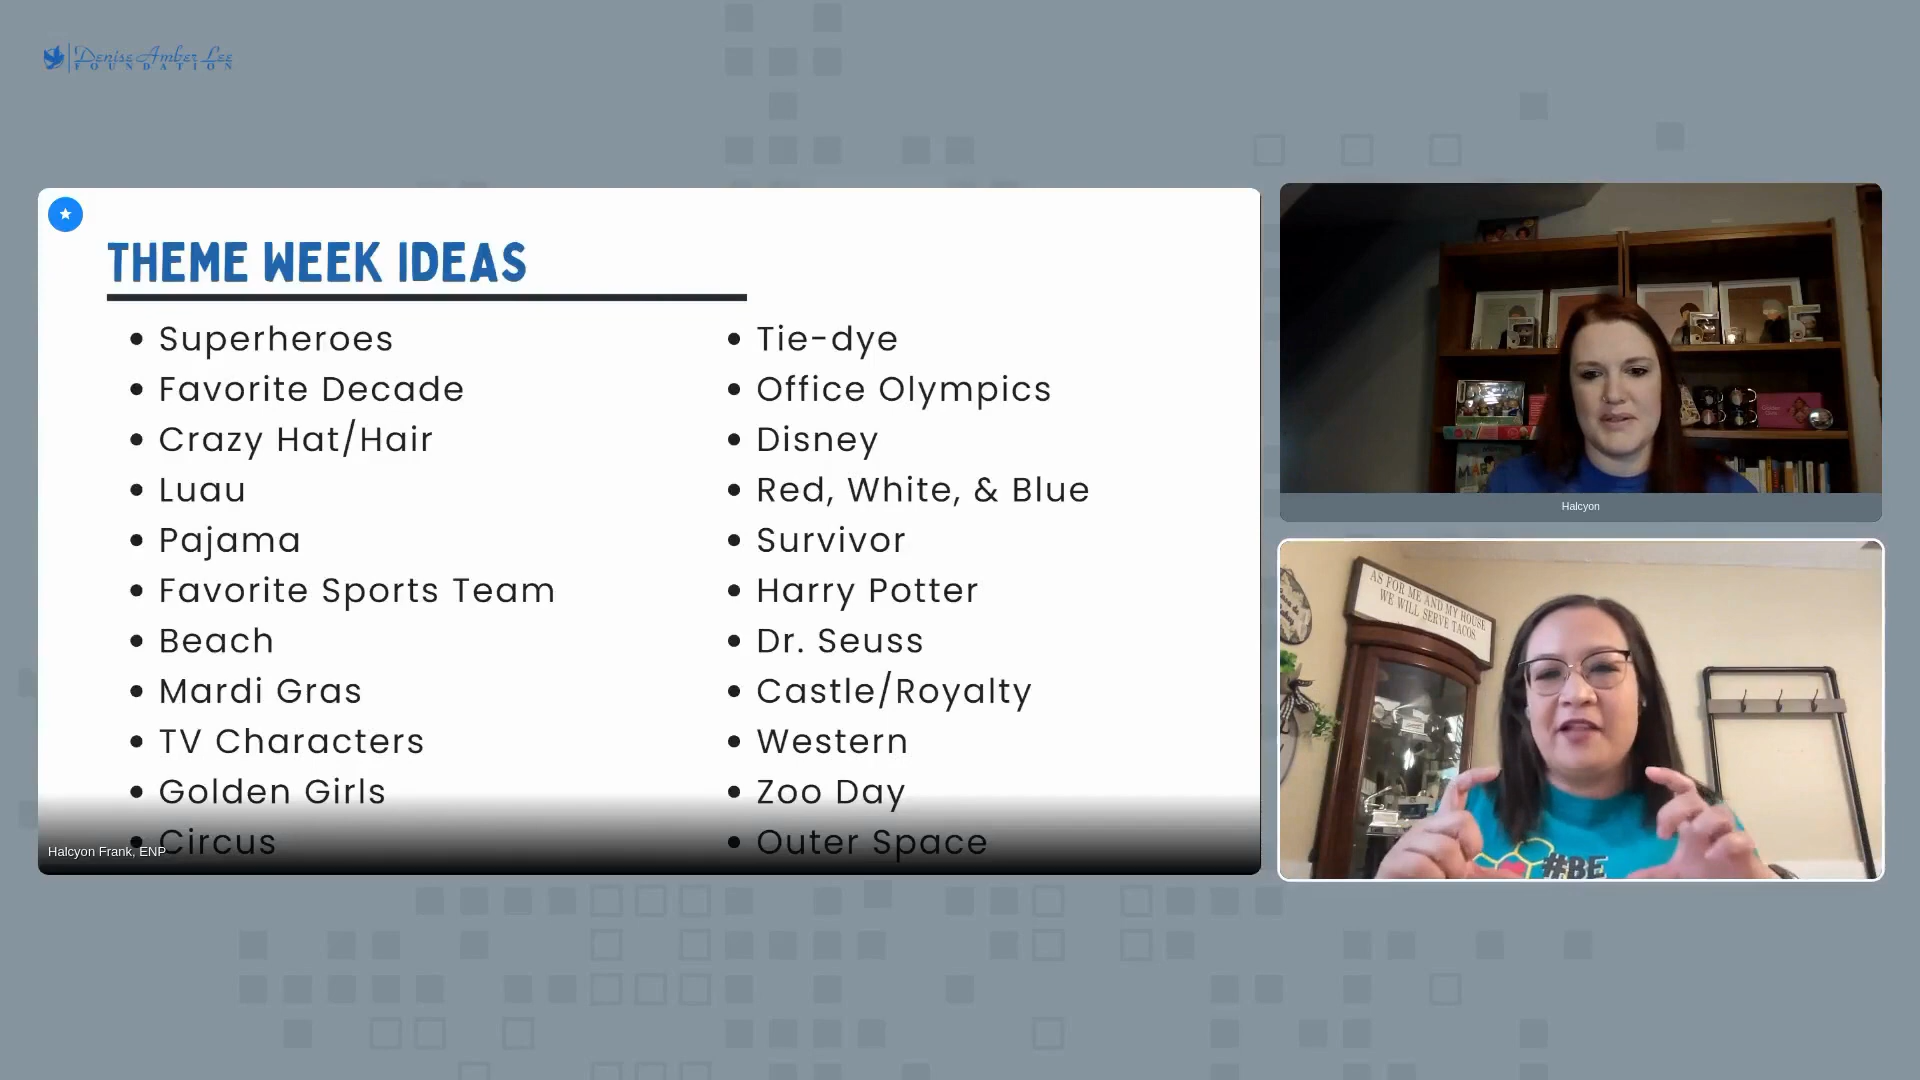 Denise Amber Lee
FOUNDATION
THEME WEEK IDEAS
Superheroes
Favorite Decade
Crazy Hat/Hair
Luau
Pajama
Favorite Sports Team
Beach
Mardi Gras
TV Characters
Golden Girls
Circus
Tie-dye
Office Olympics
Disney
Red, White, & Blue
Survivor
Harry Potter
Dr. Seuss
Castle/Royalty
Western
Zoo Day
Outer Space
Halcyon Frank, ENP
Halcyon
AS FOR ME AND MY HOUSE
WE WILL SERVE TACOS.
#BE